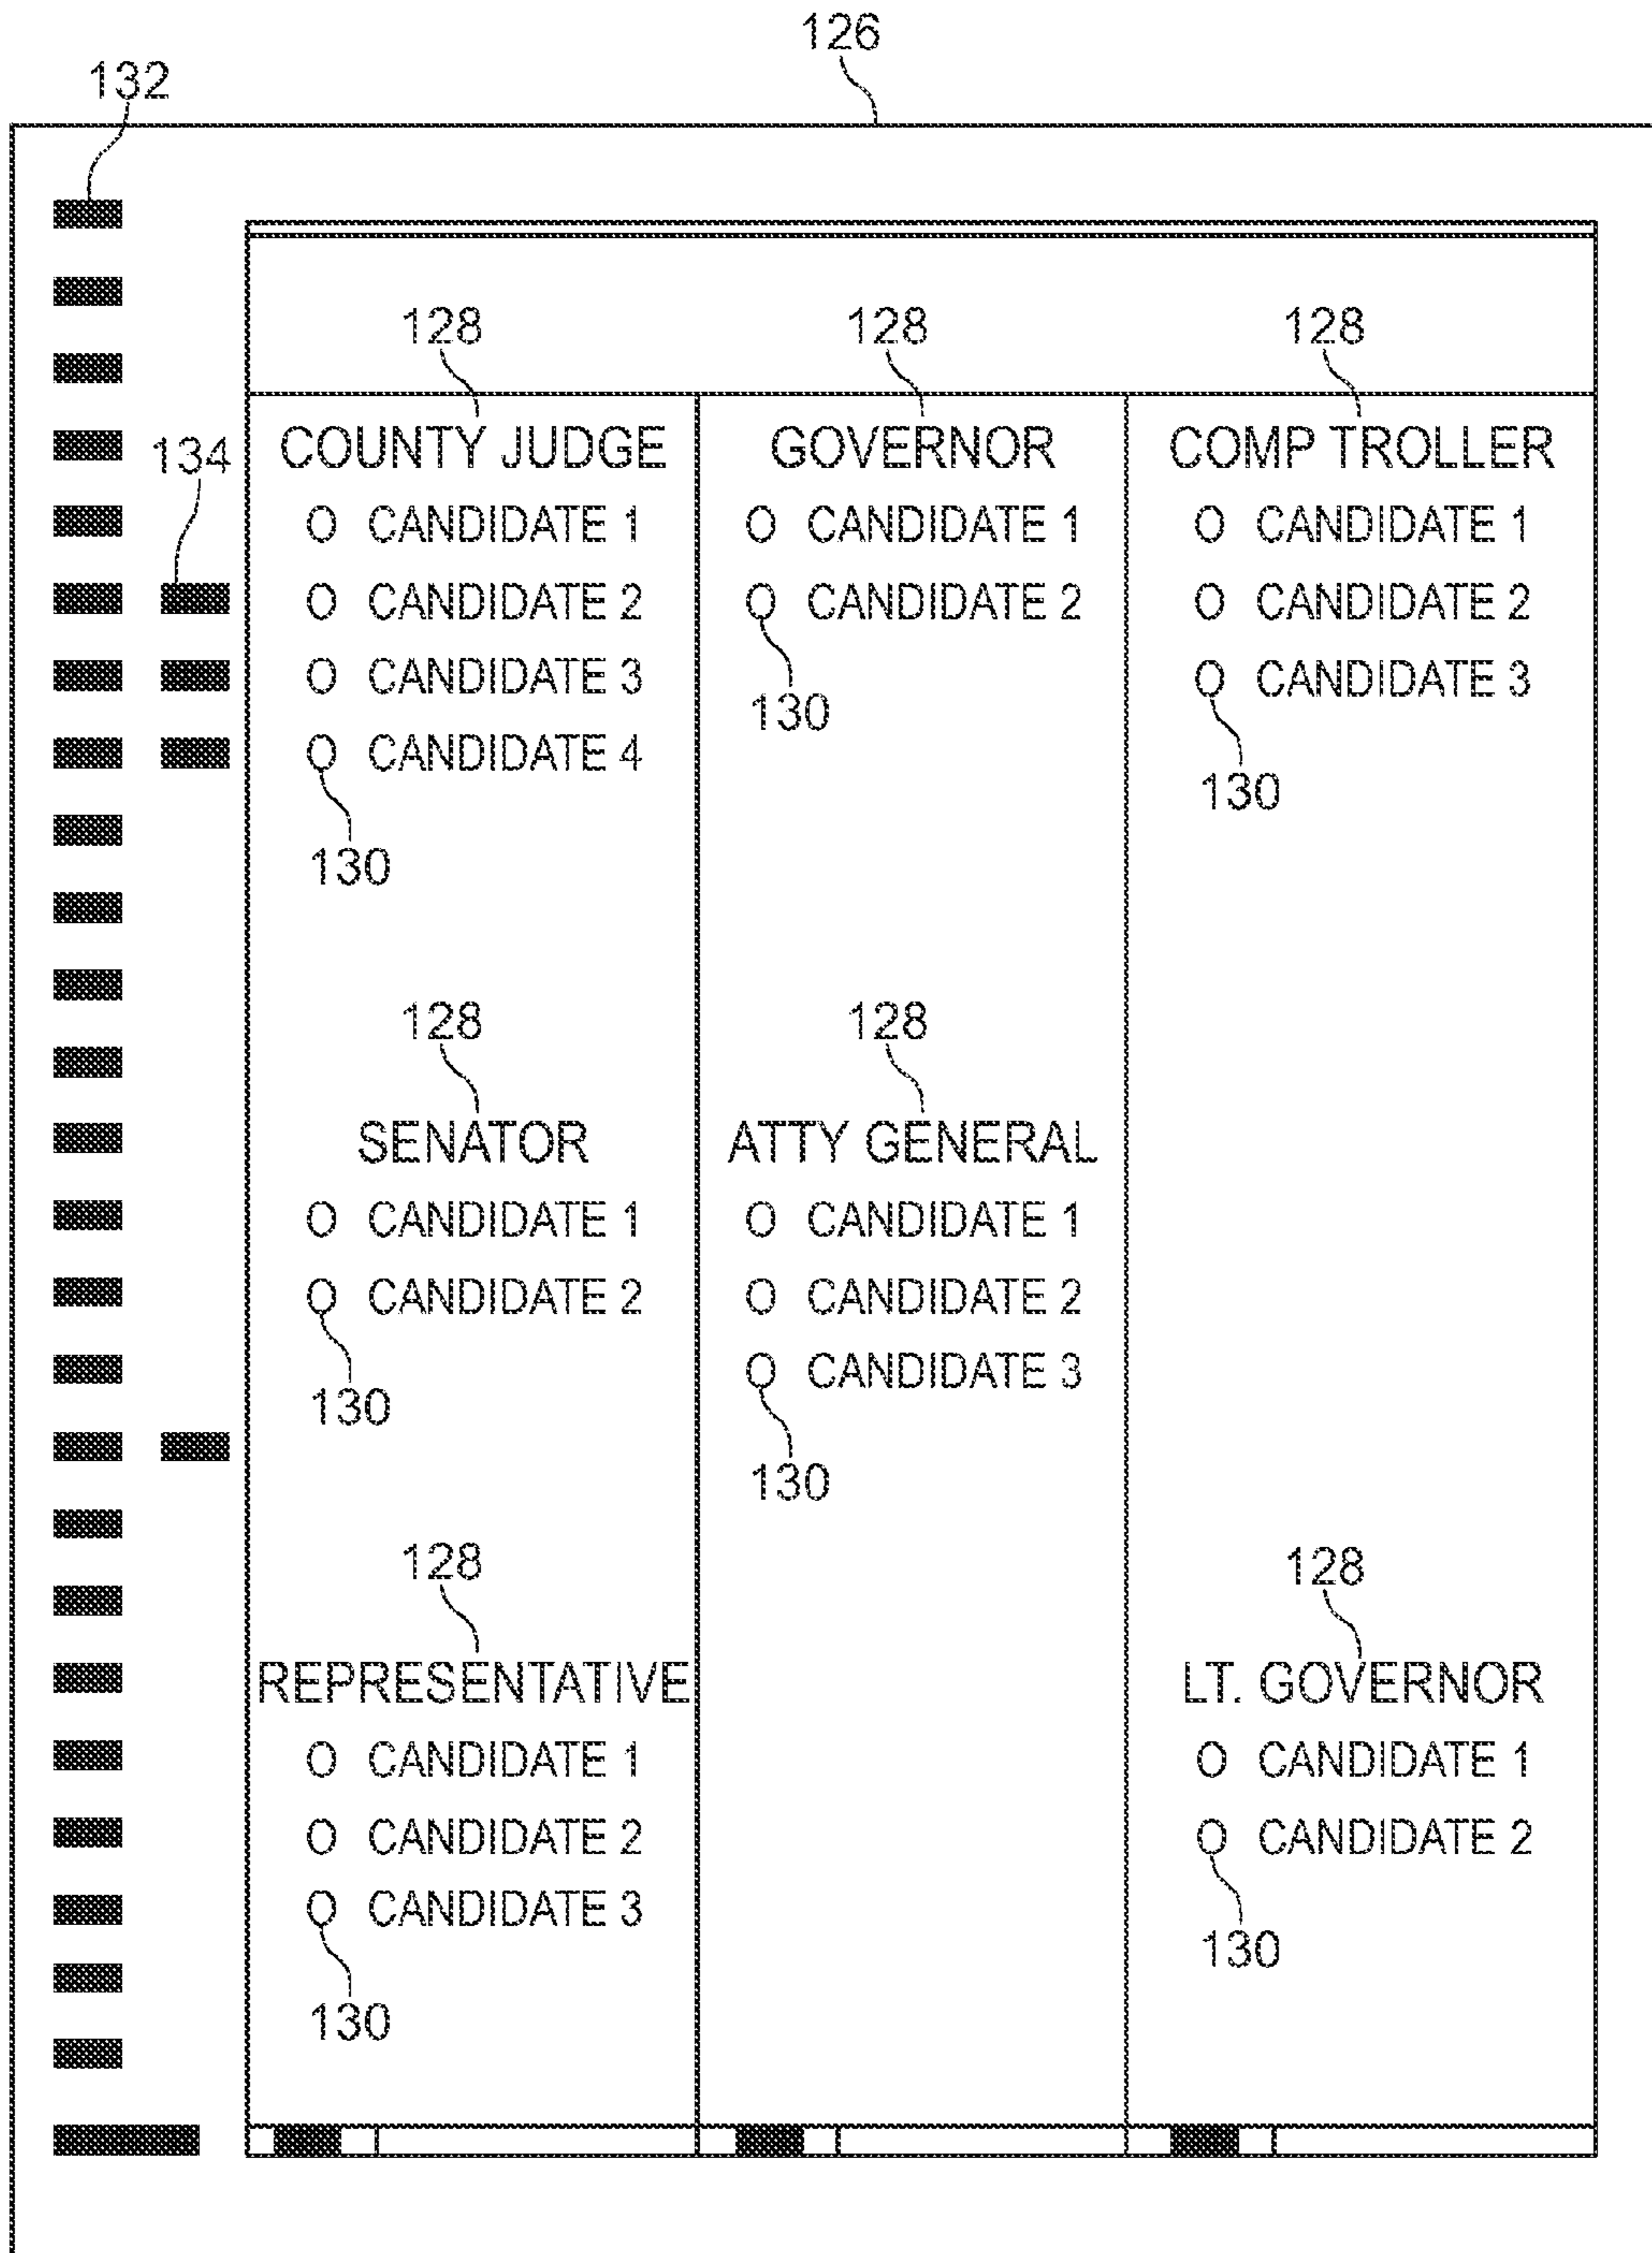 126
132
128 128 128
134 COUNTY JUDGE GOVERNOR COMP TROLLER
O CANDIDATE 1 O CANDIDATE 1 O CANDIDATE 1
O CANDIDATE 2 O CANDIDATE 2 O CANDIDATE 2
O CANDIDATE 3 O CANDIDATE 3
130
O CANDIDATE 4
130
130
128 128
SENATOR ATTY GENERAL
O CANDIDATE 1 O CANDIDATE 1
O CANDIDATE 2 O CANDIDATE 2
O CANDIDATE 3
130
130
128 128
REPRESENTATIVE LT. GOVERNOR
O CANDIDATE 1 O CANDIDATE 1
O CANDIDATE 2 O CANDIDATE 2
O CANDIDATE 3
130
130